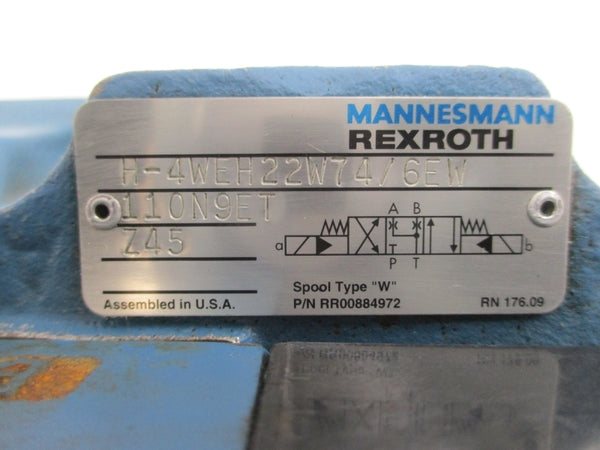 MANNESMANN
REXROTH
H-4WEH22W74/6EW
110N9ET
Z45
A B
a b
T
P T
Spool Type "W"
Assembled in U.S.A. P/N RR00884972 RN 176.09